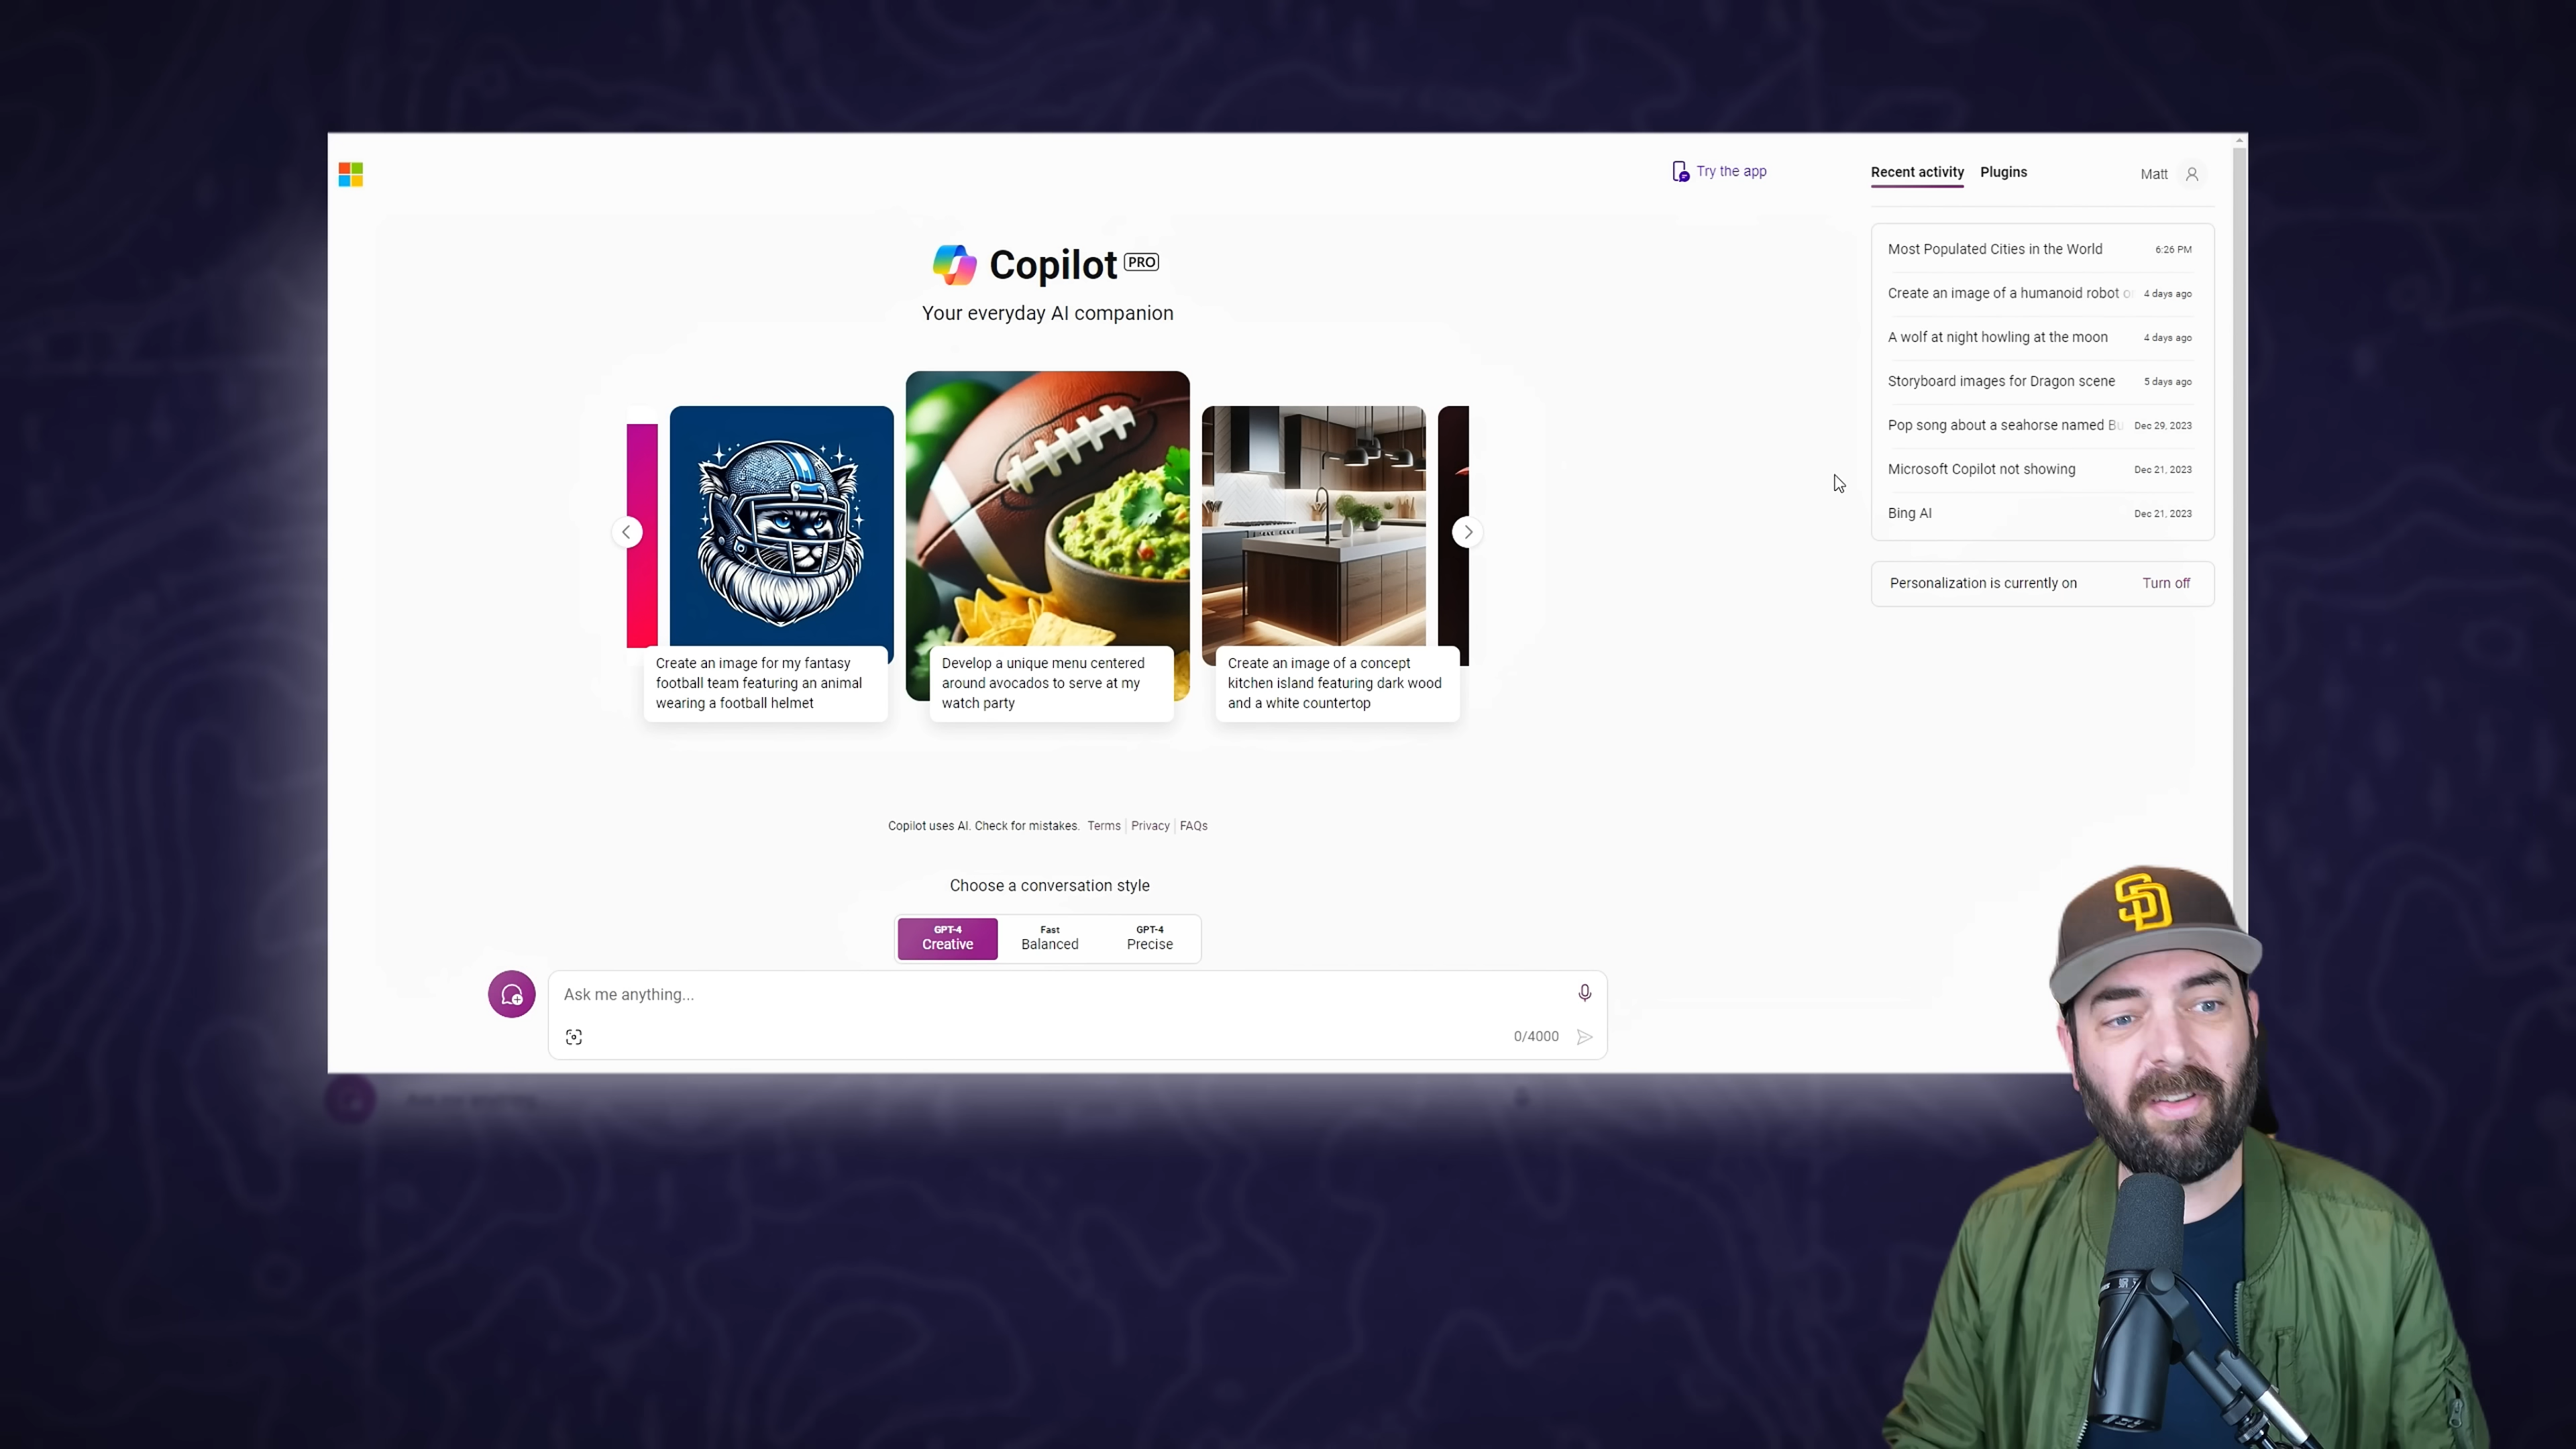 Try the app
Recent activity
Plugins
Matt
Copilot PRO
Your everyday AI companion
Most Populated Cities in the World 6:26 PM
Create an image of a humanoid robot 4 days ago
A wolf at night howling at the moon 4 days ago
Storyboard images for Dragon scene 5 days ago
Pop song about a seahorse named Dec 29, 2023
Microsoft Copilot not showing Dec 21, 2023
Bing AI Dec 21, 2023
Personalization is currently on Turn off
Create an image for my fantasy
football team featuring an animal
wearing a football helmet
Develop a unique menu centered
around avocados to serve at my
watch party
Create an image of a concept
kitchen island featuring dark wood
and a white countertop
Copilot uses AI. Check for mistakes. Terms Privacy FAQs
Choose a conversation style
GPT-4
Creative
Fast
Balanced
GPT-4
Precise
Ask me anything...
0/4000
SD